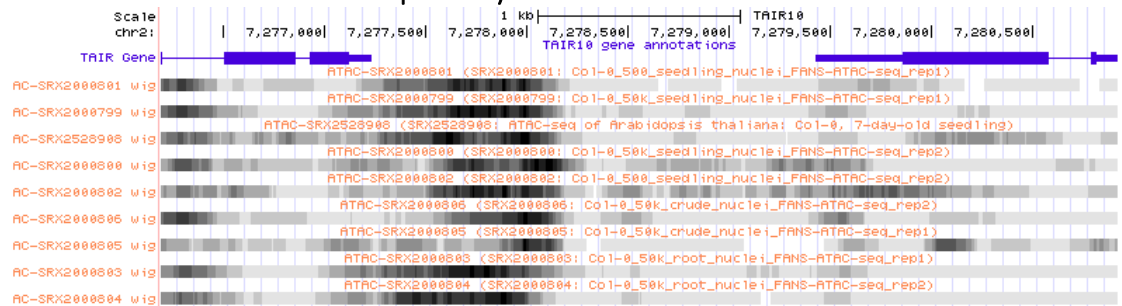 Scale 1 kb TAIR10
chr2: 7,277,000 7,277,500 7,278,000 7,278,500 7,279,000 7,279,500 7,280,000 7,280,500
TAIR10 gene annotations
TAIR Gene
ATAC-SRX2000801 (SRX2000801: Col-0_500_seedling_nuclei_FANS-ATAC-seq_rep1)
AC-SRX2000801 Wig
ATAC-SRX2000799 (SRX2000799: Col-0_50k_seedling_nuclei_FANS-ATAC-seq_rep1)
AC-SRX2000799 Wig
ATAC-SRX2528908 (SRX2528908: ATAC-seq of Arabidopsis thaliana: Col-0, 7-day-old seedling)
AC-SRX2528908 Wig
ATAC-SRX2000800 (SRX2000800: Col-0_50k_seedling_nuclei_FANS-ATAC-seq_rep2)
AC-SRX2000800 Wig
ATAC-SRX2000802 (SRX2000802: Col-0_500_seedling_nuclei_FANS-ATAC-seq_rep2)
AC-SRX2000802 Wig
ATAC-SRX2000806 (SRX2000806: Col-0_50k_crude_nuclei_FANS-ATAC-seq_rep2)
AC-SRX2000806 Wig
ATAC-SRX2000805 (SRX2000805: Col-0_50k_crude_nuclei_FANS-ATAC-seq_rep1)
AC-SRX2000805 Wig
ATAC-SRX2000803 (SRX2000803: Col-0_50k_root_nuclei_FANS-ATAC-seq_rep1)
AC-SRX2000803 Wig
ATAC-SRX2000804 (SRX2000804: Col-0_50k_root_nuclei_FANS-ATAC-seq_rep2)
AC-SRX2000804 Wig